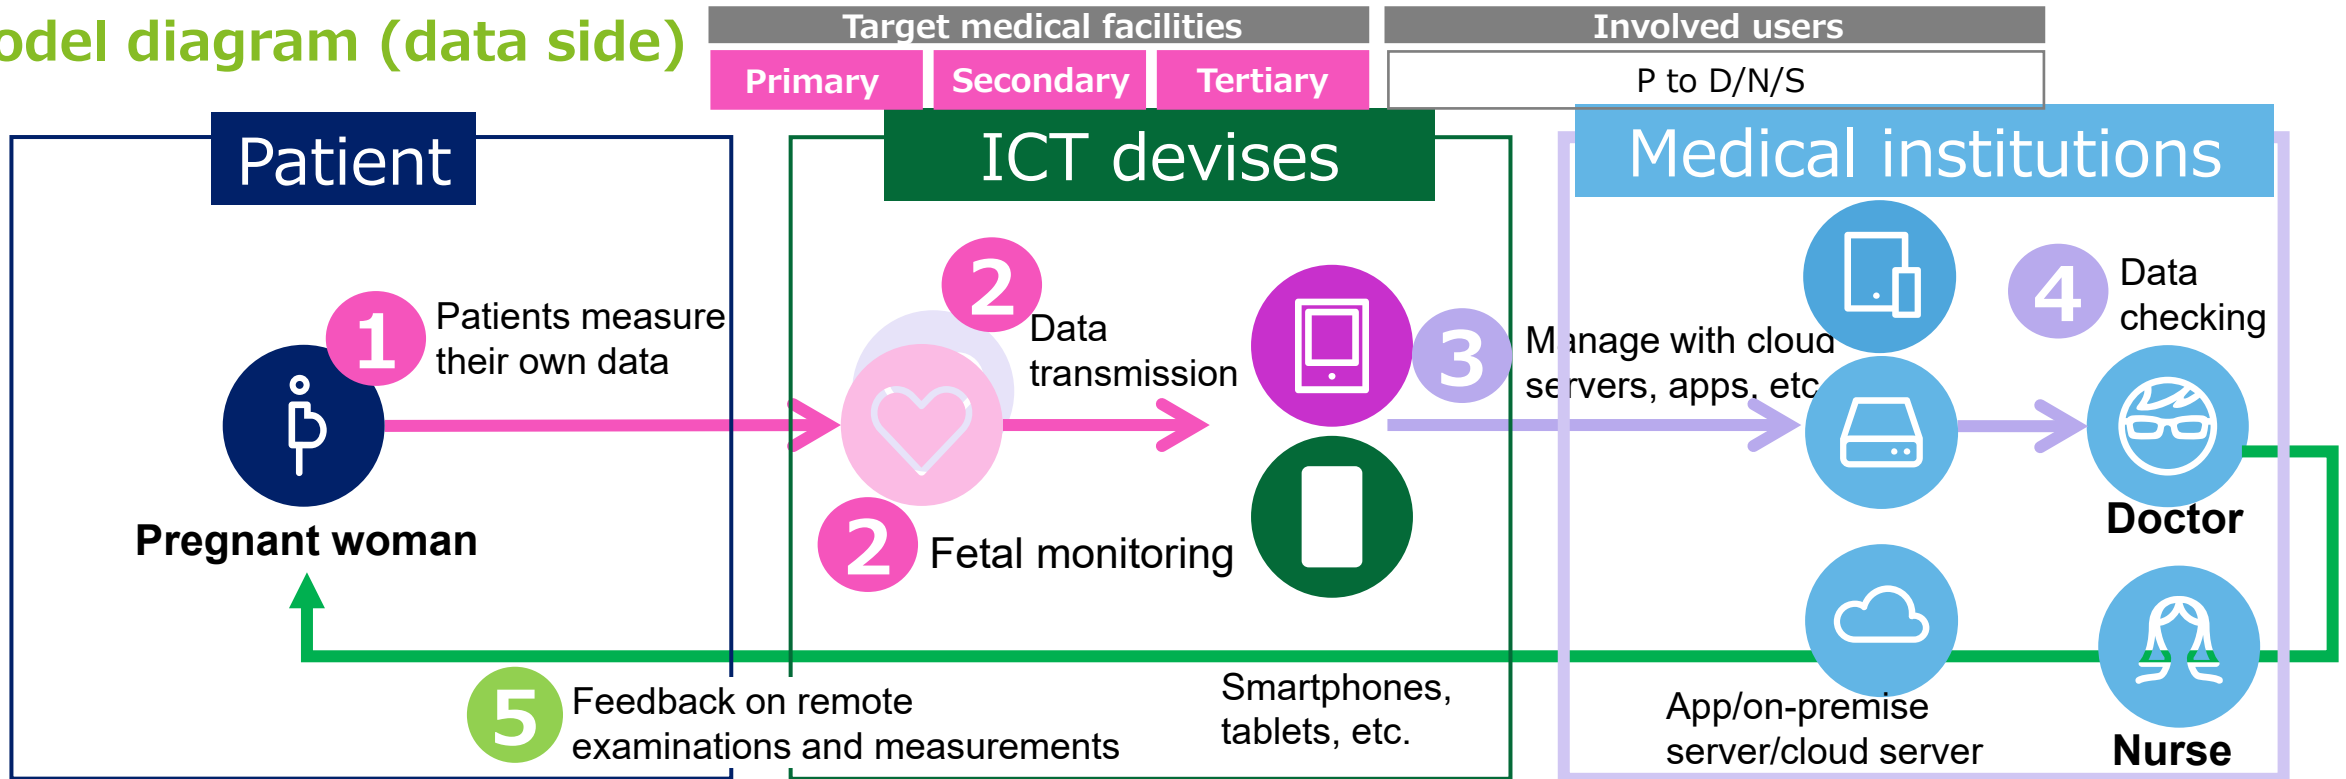 odel diagram (data side)
Target medical facilities
Involved users
Primary
Secondary
Tertiary
P to D/N/S
Patient
ICT devises
Medical institutions
1
Patients measure
their own data
2
Data
transmission
3
Manage with cloud
servers, apps, etc
4
Data
checking
Pregnant woman
2
Fetal monitoring
Doctor
5
Feedback on remote
examinations and measurements
Smartphones,
tablets, etc.
App/on-premise
server/cloud server
Nurse